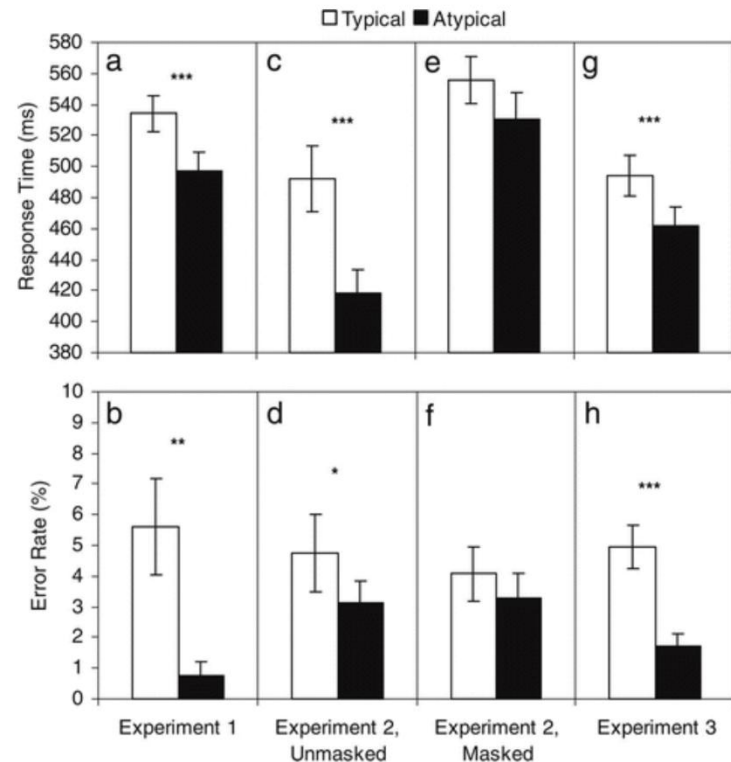 Typical Atypical
Response Time (ms)
580
560
540
520
500
480
460
440
420
400
380
a
***
c
***
e
g
***
Error Rate (%)
10
9
8
7
6
5
4
3
2
1
0
b
**
d
*
f
h
***
Experiment 1
Experiment 2,
Unmasked
Experiment 2,
Masked
Experiment 3